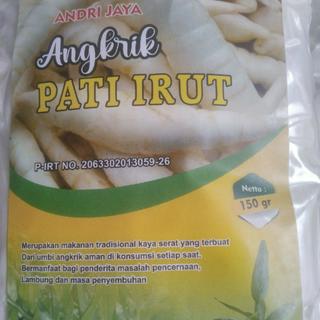 ANDRI JAYA
Angkrik
PATI IRUT
P-IRT NO. 2063302013059-26
Netto :
150 gr
Merupakan makanan tradisional kaya serat yang terbuat
Dari umbi angkrik aman di konsumsi setiap saat.
Bermanfaat bagi penderita masalah pencernaan,
Lambung dan masa penyembuhan